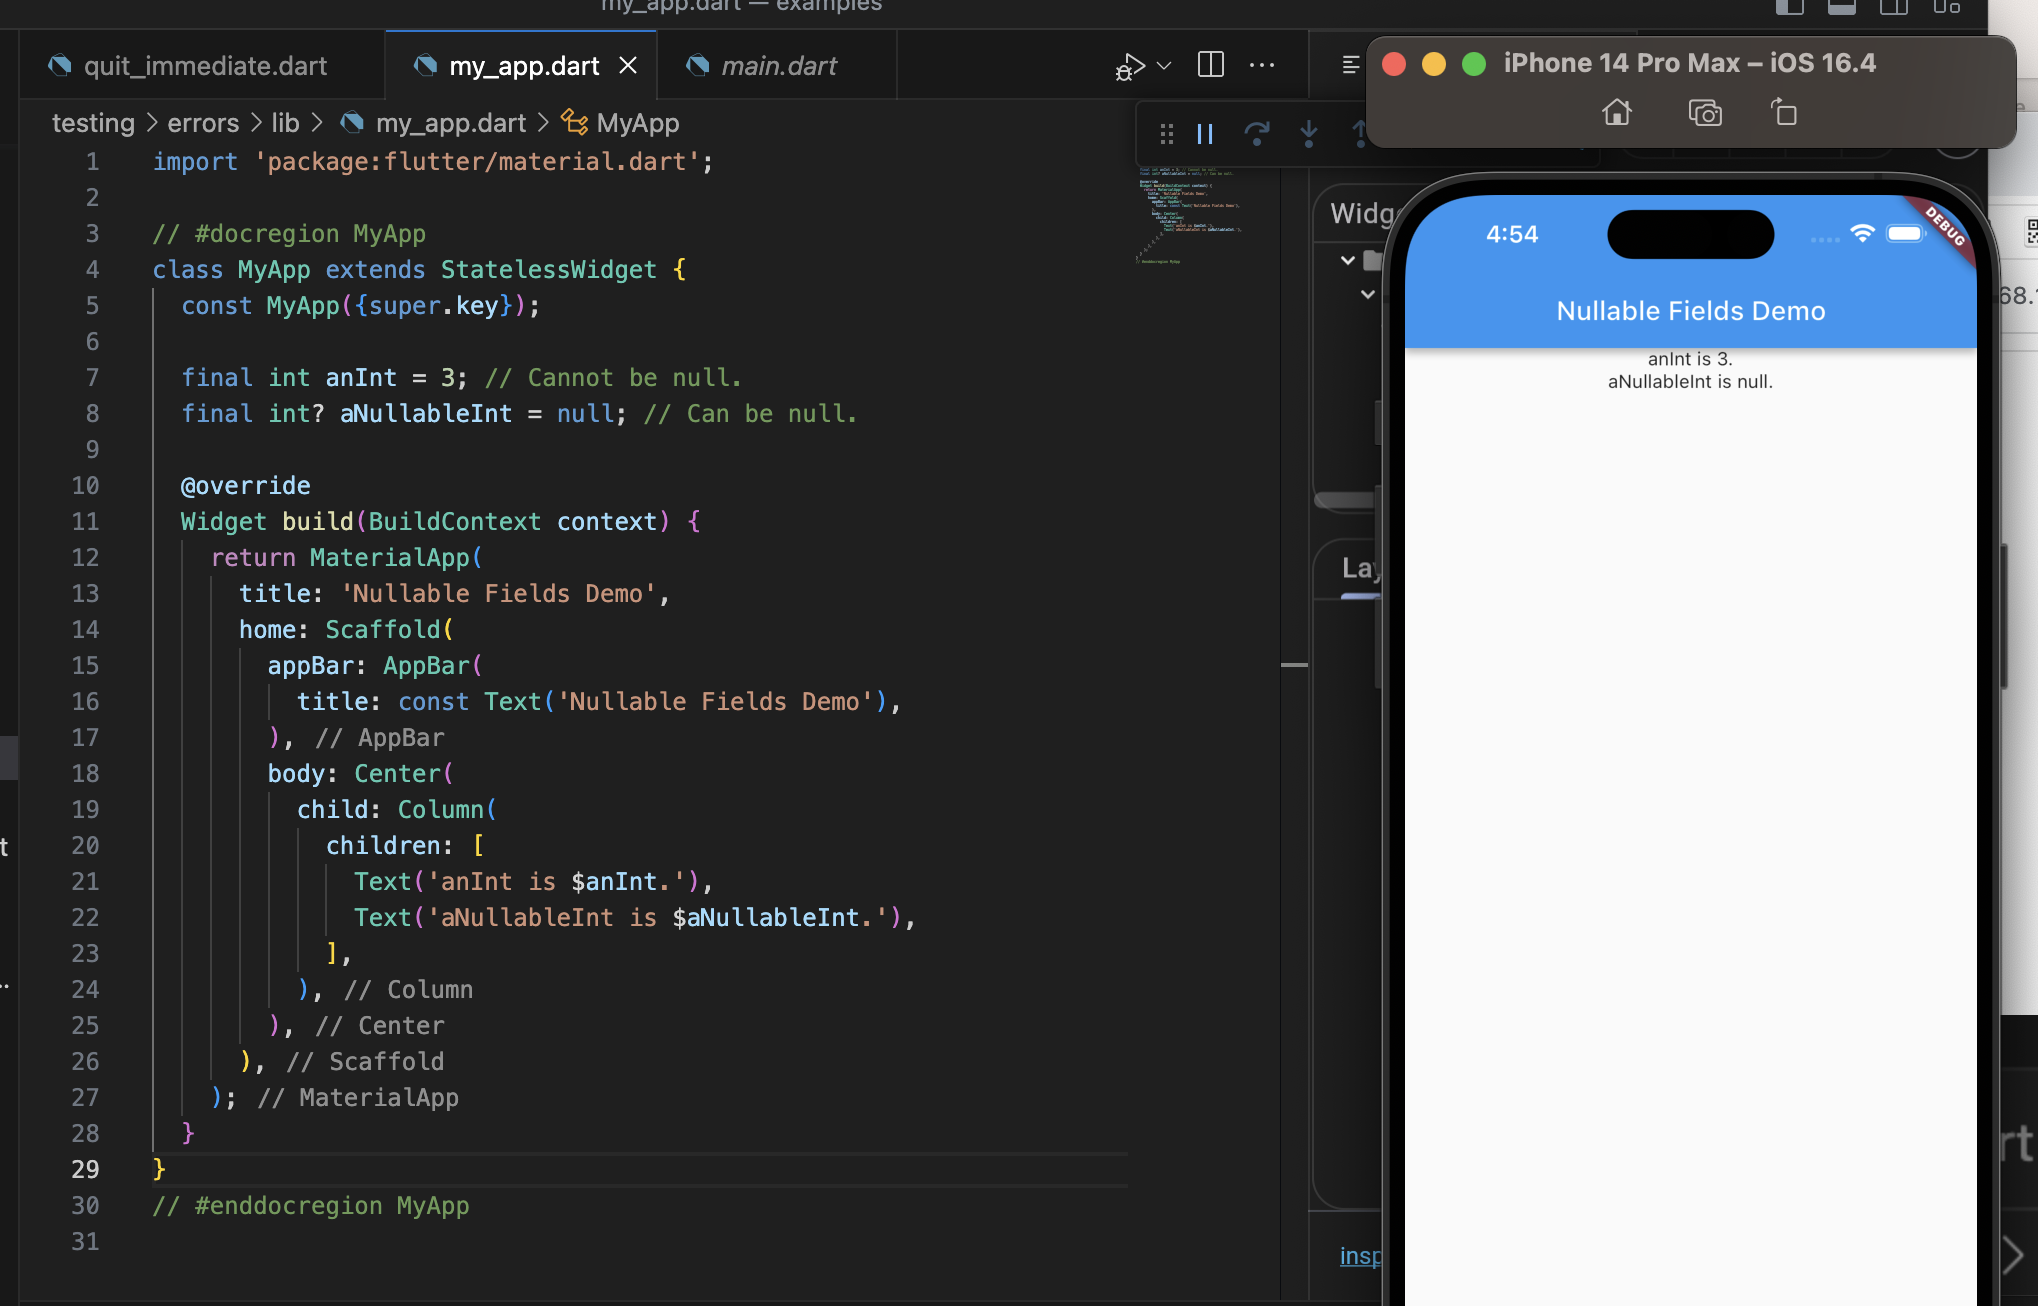 my_app.dart — examples
quit_immediate.dart
my_app.dart
main.dart
testing > errors > lib > my_app.dart > MyApp
1 import 'package:flutter/material.dart';
2
3 // #docregion MyApp
4 class MyApp extends StatelessWidget {
5 const MyApp({super.key});
6
7 final int anInt = 3; // Cannot be null.
8 final int? aNullableInt = null; // Can be null.
9
10 @override
11 Widget build(BuildContext context) {
12 return MaterialApp(
13 title: 'Nullable Fields Demo',
14 home: Scaffold(
15 appBar: AppBar(
16 title: const Text('Nullable Fields Demo'),
17 ), // AppBar
18 body: Center(
19 child: Column(
20 children: [
21 Text('anInt is $anInt.'),
22 Text('aNullableInt is $aNullableInt.'),
23 ],
24 ), // Column
25 ), // Center
26 ), // Scaffold
27 ); // MaterialApp
28 }
29 }
30 // #enddocregion MyApp
31
Widg
Lay
insp
iPhone 14 Pro Max – iOS 16.4
4:54
DEBUG
Nullable Fields Demo
anInt is 3.
aNullableInt is null.
68.
rt
t